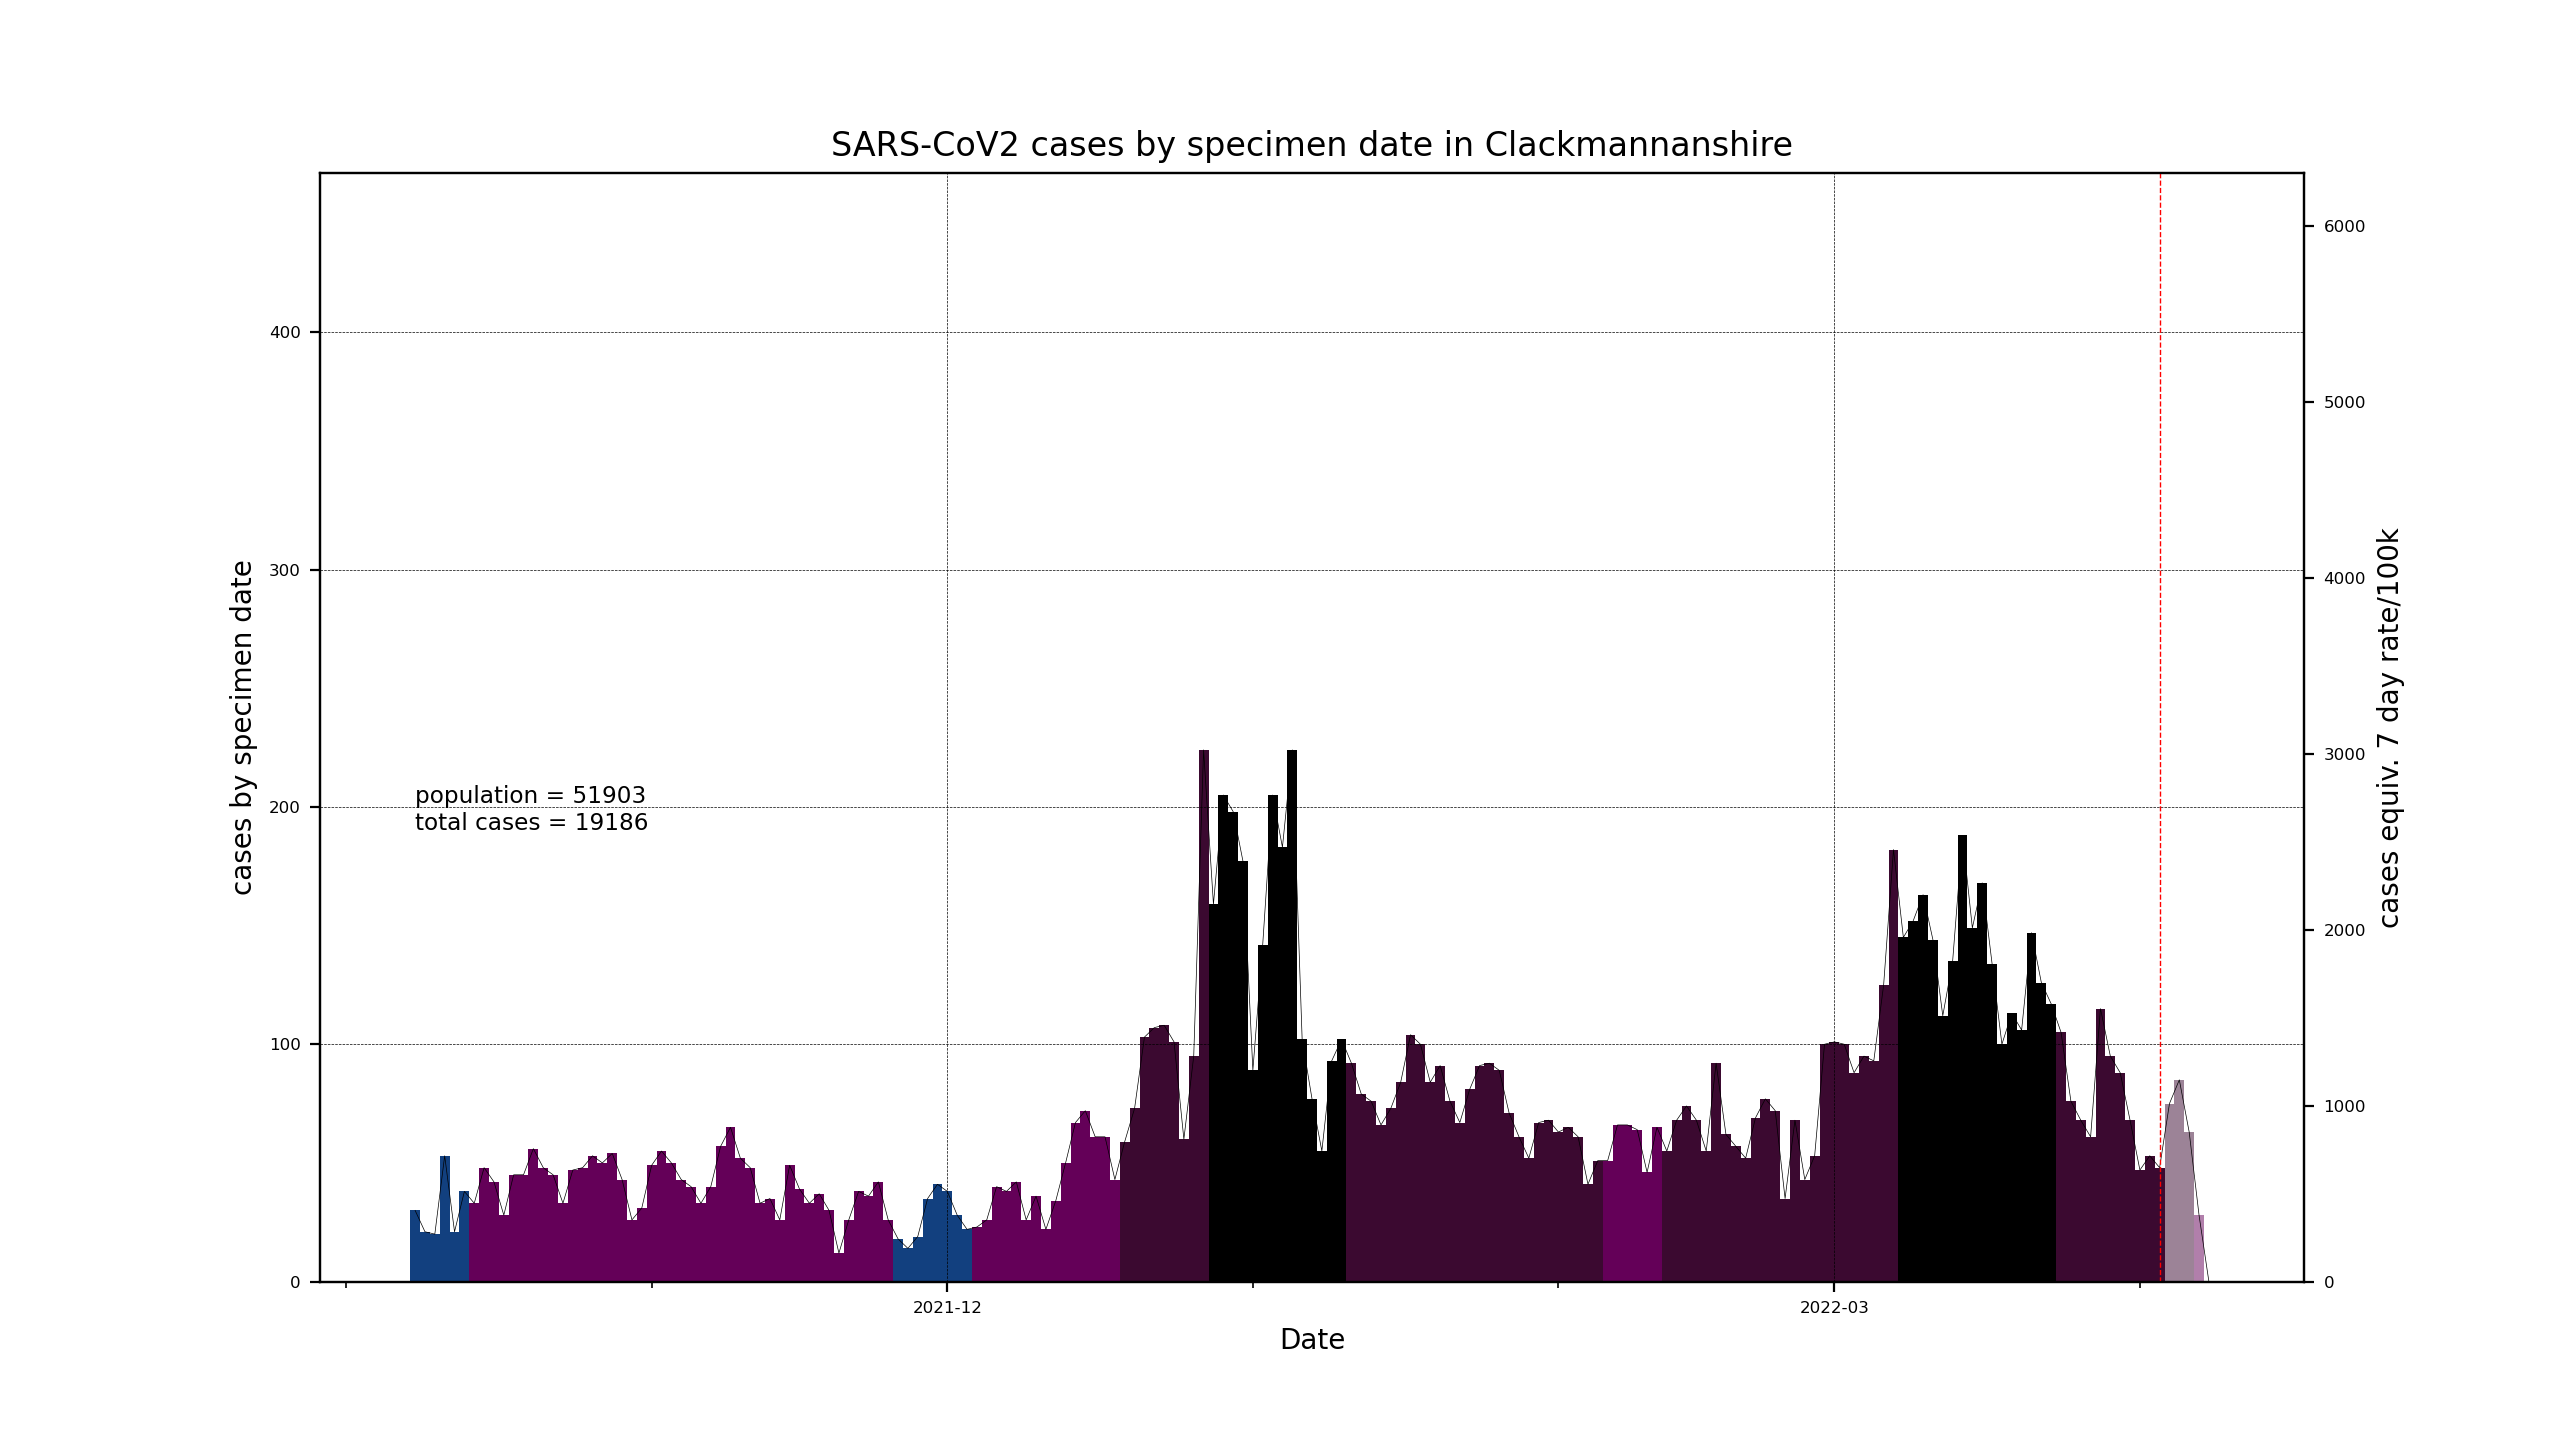 SARS-CoV2 cases by specimen date in Clackmannanshire
cases by specimen date
400
300
200
100
0
population = 51903
total cases = 19186
6000
5000
4000
3000
2000
1000
0
cases equiv. 7 day rate/100k
2021-12
2022-03
Date